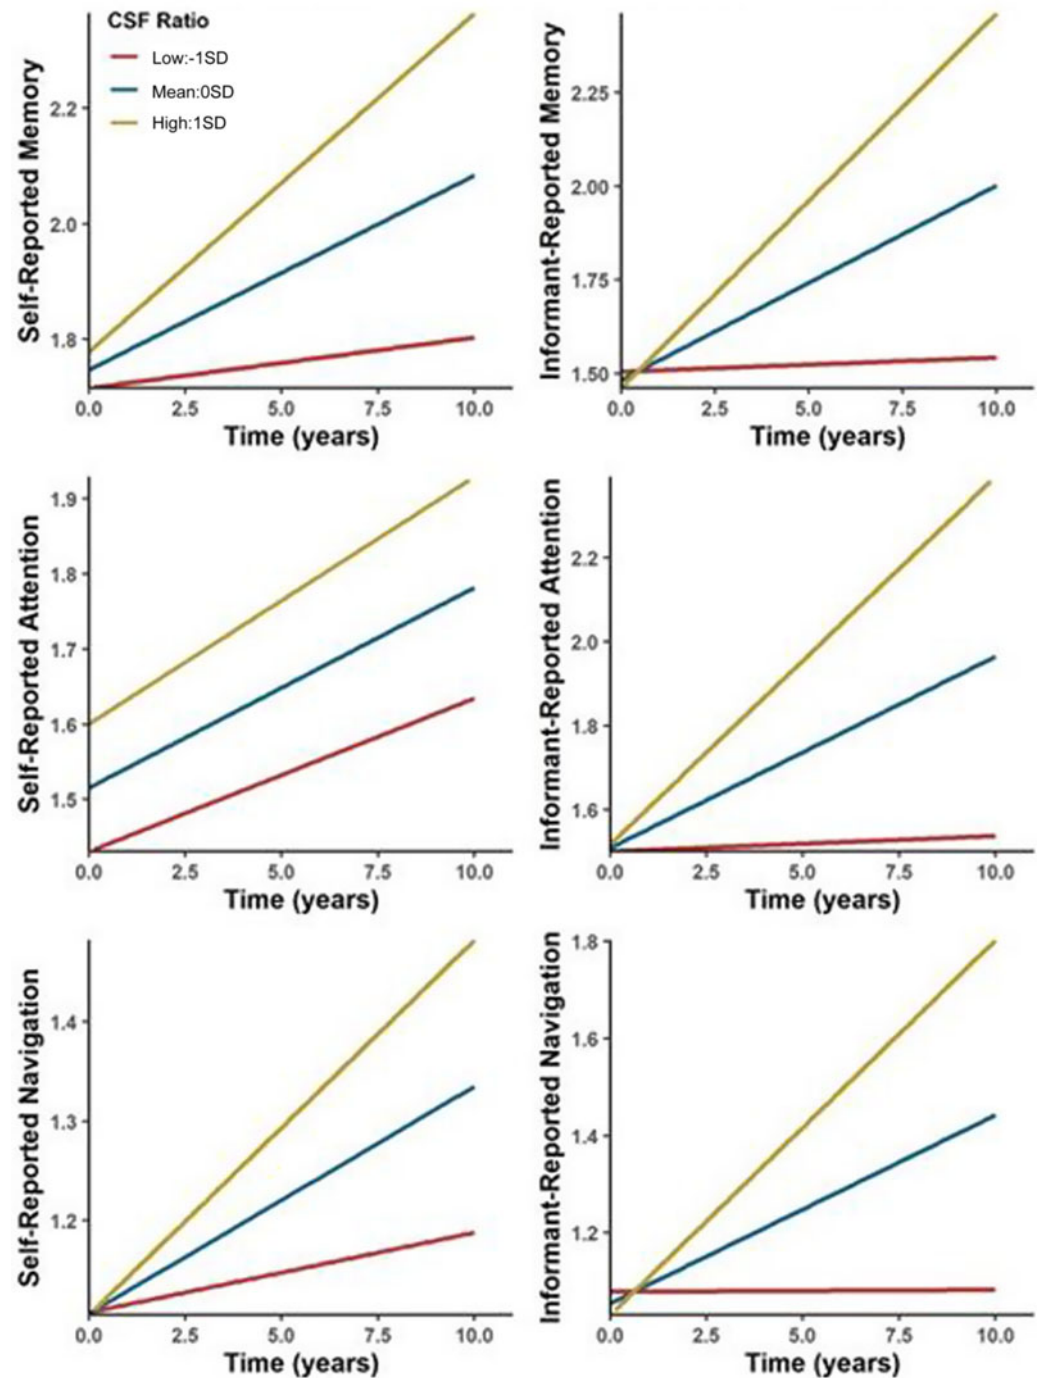 CSF Ratio
Low:-1SD
Mean:0SD
High:1SD
Self-Reported Memory
2.2
2.0
1.8
0.0 2.5 5.0 7.5 10.0
Time (years)
Informant-Reported Memory
2.25
2.00
1.75
1.50
0.0 2.5 5.0 7.5 10.0
Time (years)
Self-Reported Attention
1.9
1.8
1.7
1.6
1.5
0.0 2.5 5.0 7.5 10.0
Time (years)
Informant-Reported Attention
2.2
2.0
1.8
1.6
0.0 2.5 5.0 7.5 10.0
Time (years)
Self-Reported Navigation
1.4
1.3
1.2
0.0 2.5 5.0 7.5 10.0
Time (years)
Informant-Reported Navigation
1.8
1.6
1.4
1.2
0.0 2.5 5.0 7.5 10.0
Time (years)